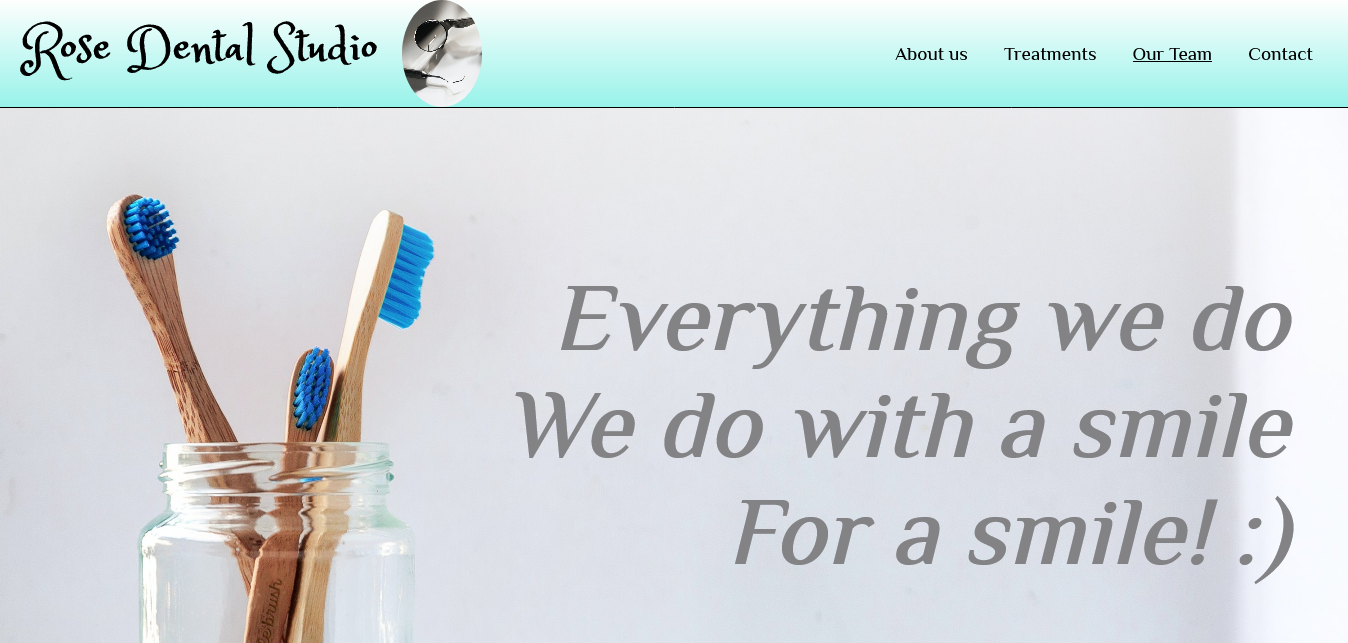 Rose Dental Studio
About us Treatments Our Team Contact
Everything we do
We do with a smile
For a smile! :)